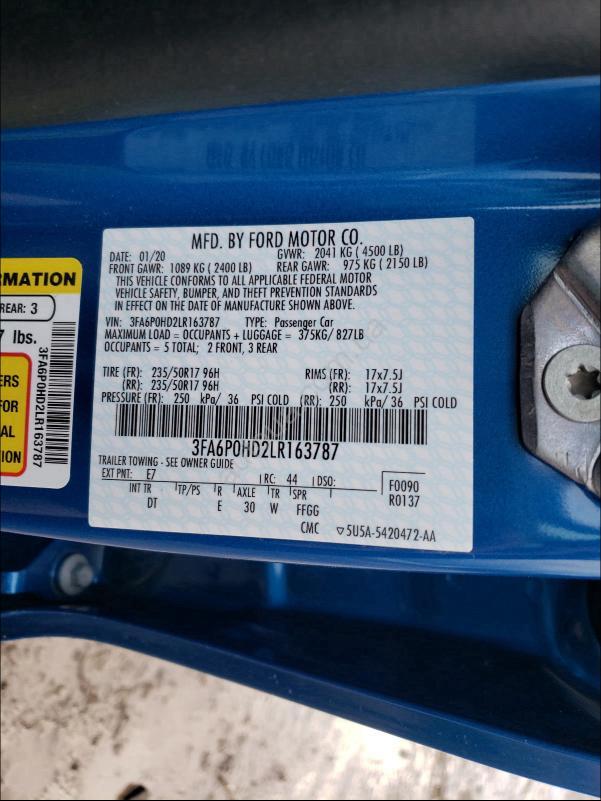 MFD. BY FORD MOTOR CO.
DATE: 01/20 GVWR: 2041 KG ( 4500 LB)
FRONT GAWR: 1089 KG ( 2400 LB) REAR GAWR: 975 KG ( 2150 LB)
THIS VEHICLE CONFORMS TO ALL APPLICABLE FEDERAL MOTOR
VEHICLE SAFETY, BUMPER, AND THEFT PREVENTION STANDARDS
IN EFFECT ON THE DATE OF MANUFACTURE SHOWN ABOVE.
VIN: 3FA6P0HD2LR163787 TYPE: Passenger Car
MAXIMUM LOAD = OCCUPANTS + LUGGAGE = 375KG/ 827LB
OCCUPANTS = 5 TOTAL; 2 FRONT, 3 REAR
TIRE (FR): 235/50R17 96H RIMS (FR): 17x7.5J
(RR): 235/50R17 96H (RR): 17x7.5J
PRESSURE (FR): 250 kPa/ 36 PSI COLD (RR): 250 kPa/ 36 PSI COLD
3FA6P0HD2LR163787
TRAILER TOWING - SEE OWNER GUIDE
EXT PNT: E7 RC: 44 DSO: F0090
INT TR TP/PS R AXLE TR SPR R0137
DT E 30 W FFGG
CMC ▽5U5A-5420472-AA
RMATION
REAR: 3
7 lbs.
ERS
FOR
AL
TION
3FA6P0HD2LR163787